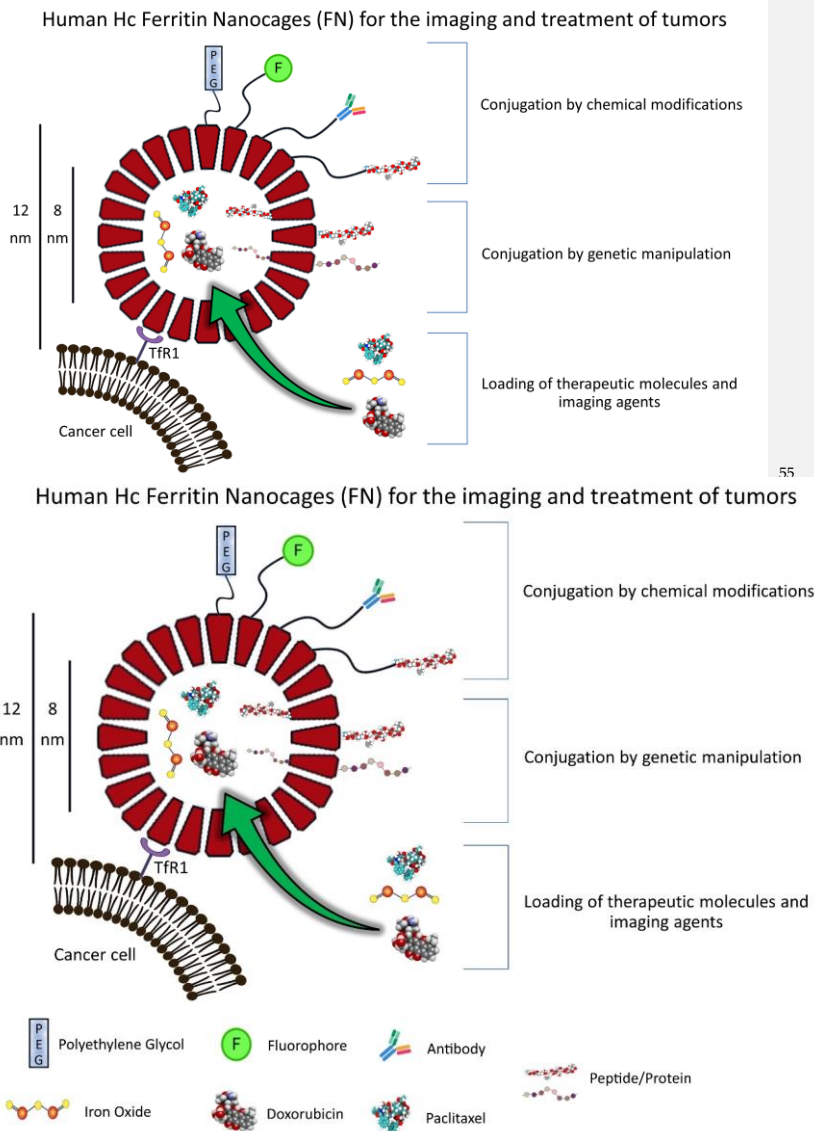 Human Hc Ferritin Nanocages (FN) for the imaging and treatment of tumors
P
E
G
F
Conjugation by chemical modifications
12
nm
8
nm
Conjugation by genetic manipulation
TfR1
Loading of therapeutic molecules and
imaging agents
Cancer cell
55
Human Hc Ferritin Nanocages (FN) for the imaging and treatment of tumors
P
E
G
F
Conjugation by chemical modifications
12
nm
8
nm
Conjugation by genetic manipulation
TfR1
Loading of therapeutic molecules and
imaging agents
Cancer cell
P
E
G
Polyethylene Glycol
F
Fluorophore
Antibody
Peptide/Protein
Iron Oxide
Doxorubicin
Paclitaxel